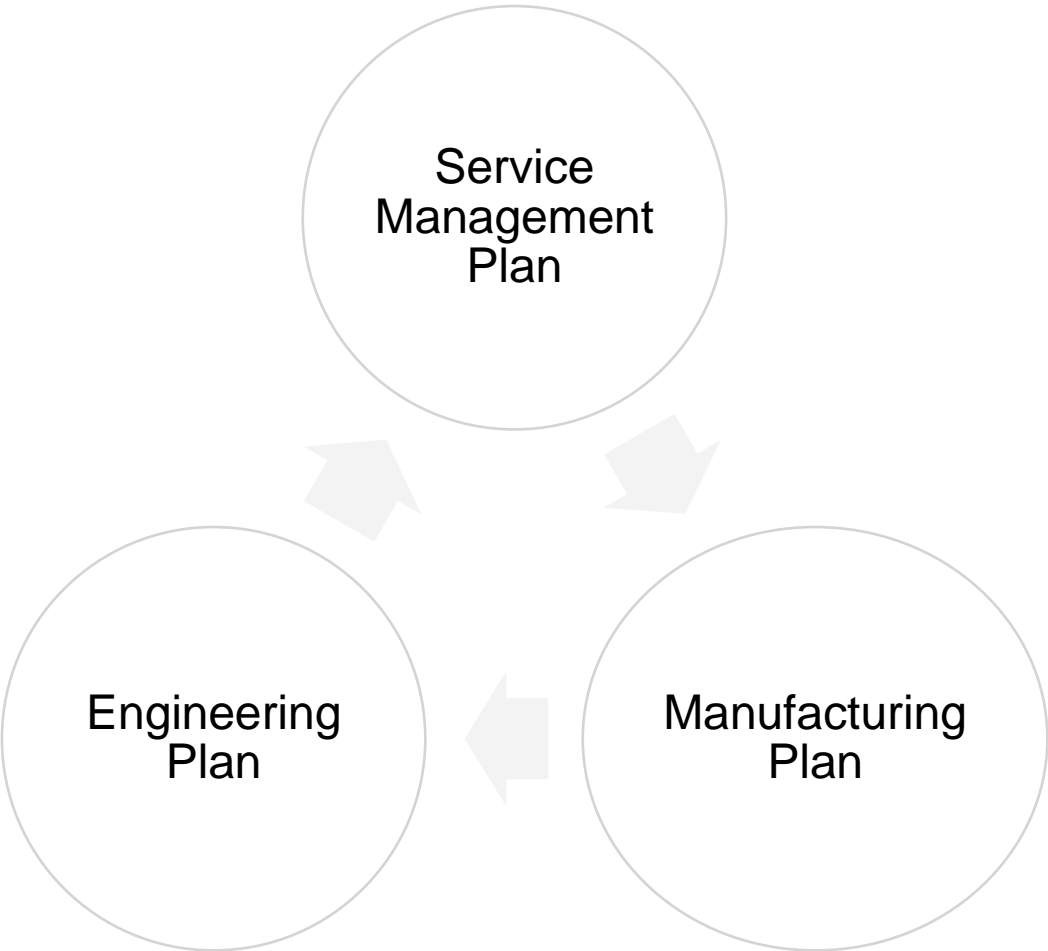 Service
Management
Plan
Engineering
Plan
Manufacturing
Plan